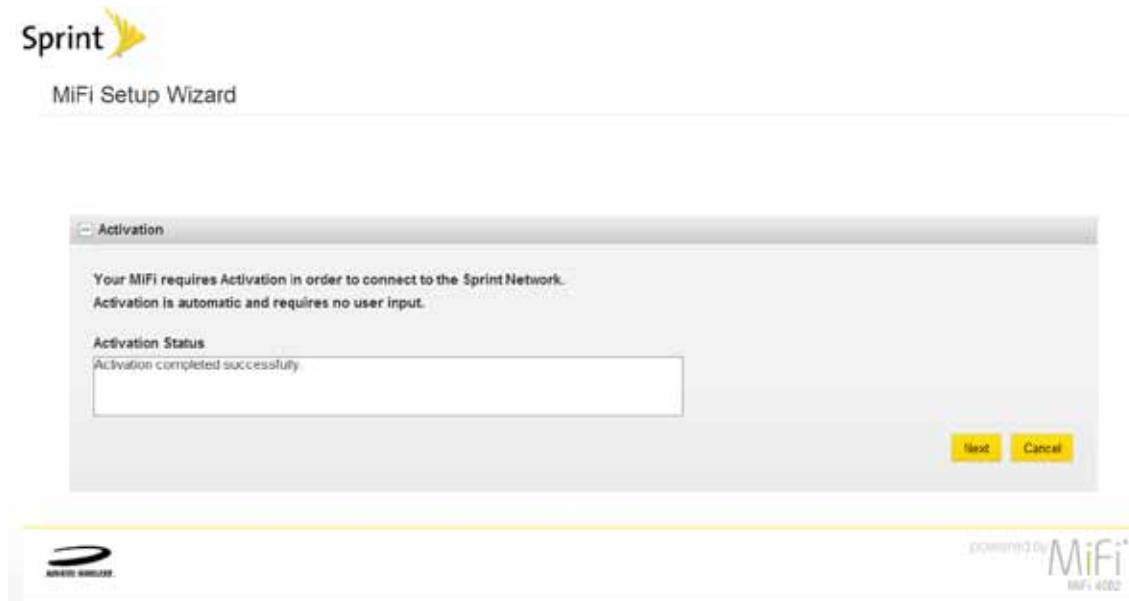 Sprint
MiFi Setup Wizard
Activation
Your MiFi requires Activation in order to connect to the Sprint Network.
Activation is automatic and requires no user input.
Activation Status
Activation completed successfully.
Next Cancel
powered by MiFi
MiFi 4082